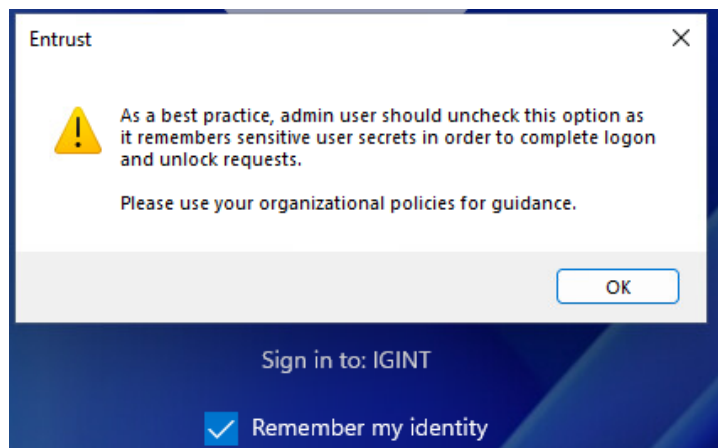 Entrust
As a best practice, admin user should uncheck this option as
it remembers sensitive user secrets in order to complete logon
and unlock requests.
Please use your organizational policies for guidance.
OK
Sign in to: IGINT
Remember my identity